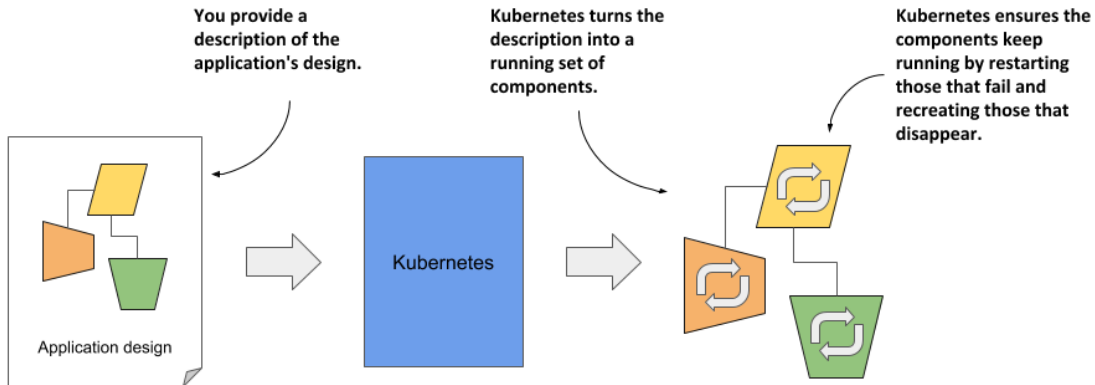 You provide a
description of the
application's design.
Kubernetes turns the
description into a
running set of
components.
Kubernetes ensures the
components keep
running by restarting
those that fail and
recreating those that
disappear.
Application design
Kubernetes